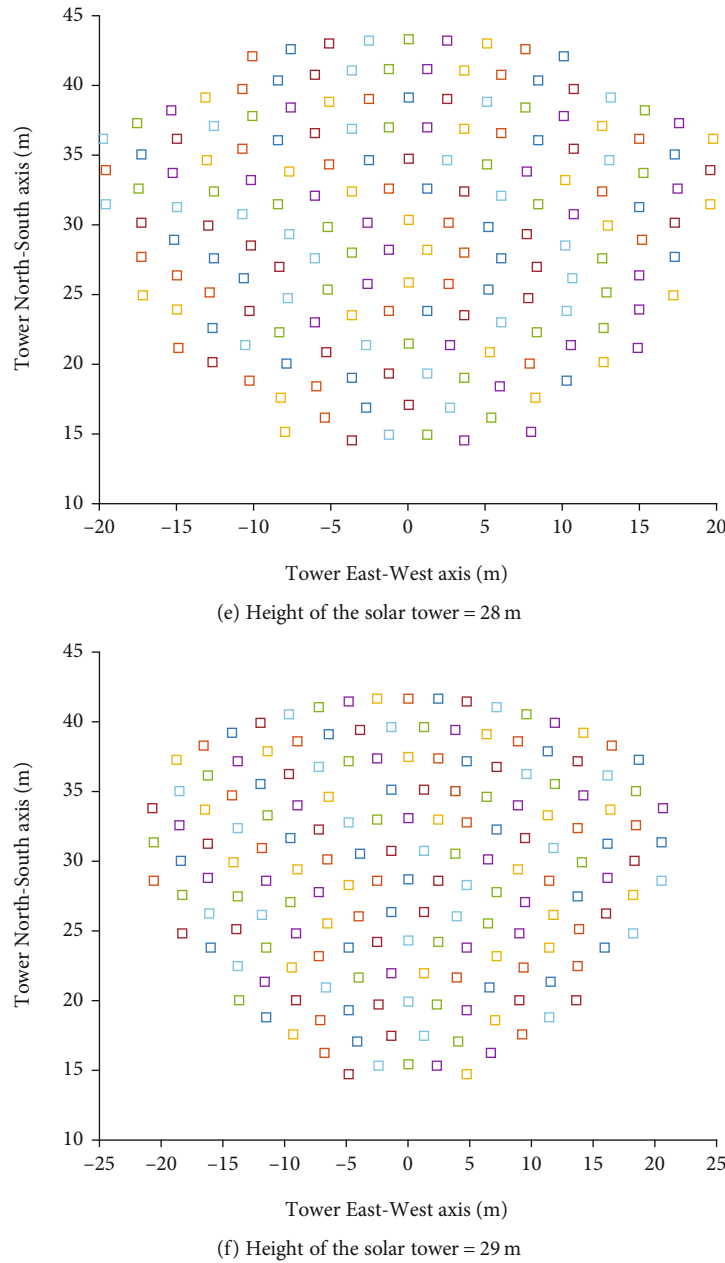 45
40
35
30
25
20
15
10
Tower North-South axis (m)
–20 –15 –10 –5 0 5 10 15 20
Tower East-West axis (m)
(e) Height of the solar tower = 28 m
45
40
35
30
25
20
15
10
Tower North-South axis (m)
–25 –20 –15 –10 –5 0 5 10 15 20 25
Tower East-West axis (m)
(f) Height of the solar tower = 29 m